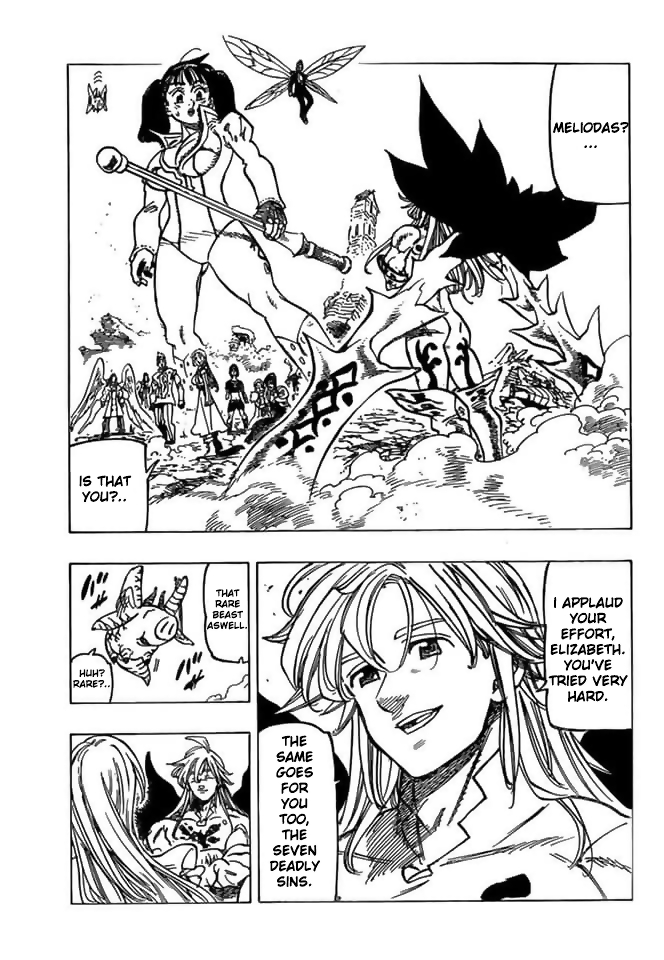 MELIODAS?
...
IS THAT
YOU?..
I APPLAUD
YOUR
EFFORT,
ELIZABETH.
YOU'VE
TRIED VERY
HARD.
THE
SAME
GOES
FOR
YOU
TOO,
THE
SEVEN
DEADLY
SINS.
THAT
RARE
BEAST
ASWELL.
HUH?
RARE?..